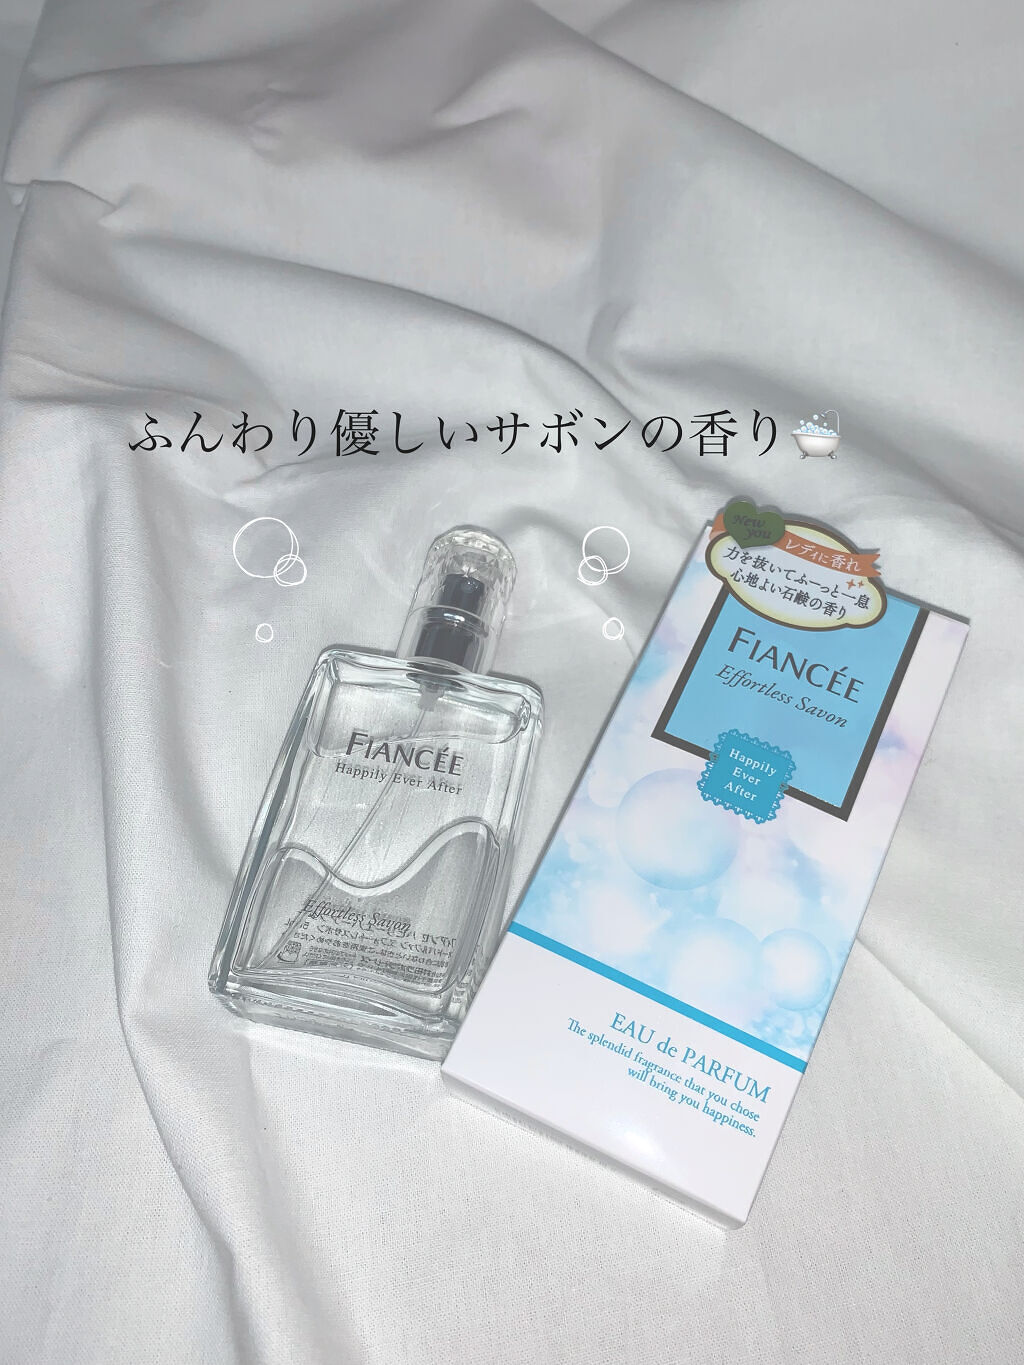 ふんわり優しいサボンの香り🛁
New
you
レディに香れ
力を抜いてふーっと一息
心地よい石鹸の香り
FIANCÉE
Effortless Savon
Happily
Ever
After
EAU de PARFUM
The splendid fragrance that you chose
will bring you happiness.
FIANCÉE
Happily Ever After
Effortless Savon